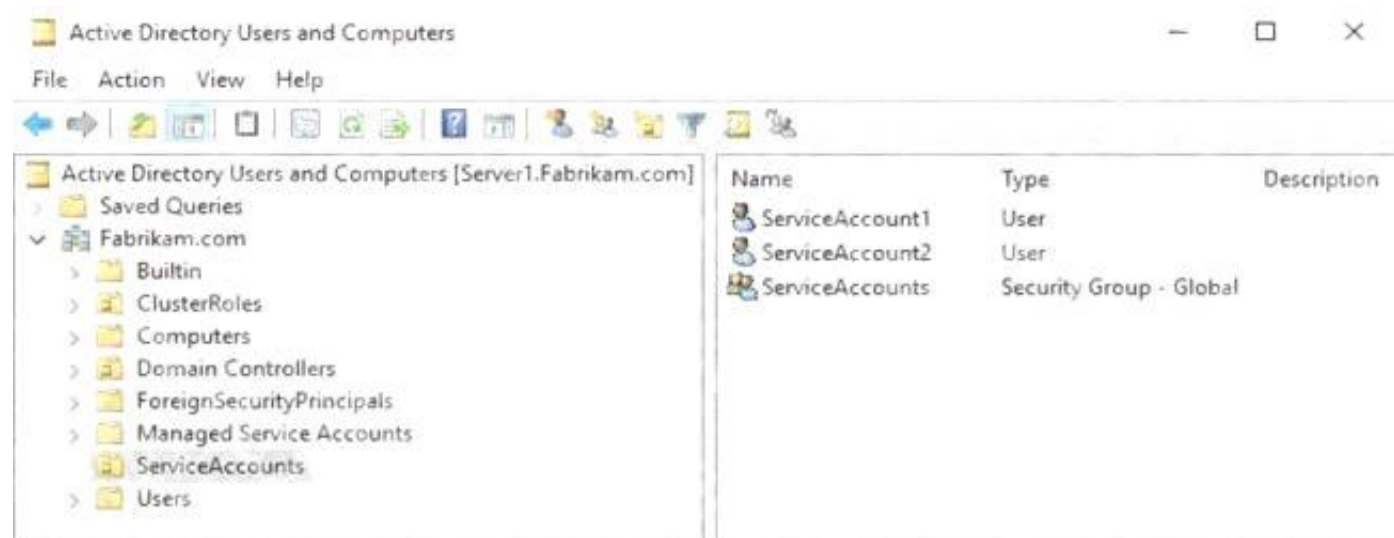 Active Directory Users and Computers
File Action View Help
Active Directory Users and Computers [Server1.Fabrikam.com]
Saved Queries
Fabrikam.com
Builtin
ClusterRoles
Computers
Domain Controllers
ForeignSecurityPrincipals
Managed Service Accounts
ServiceAccounts
Users
Name Type Description
ServiceAccount1 User
ServiceAccount2 User
ServiceAccounts Security Group - Global